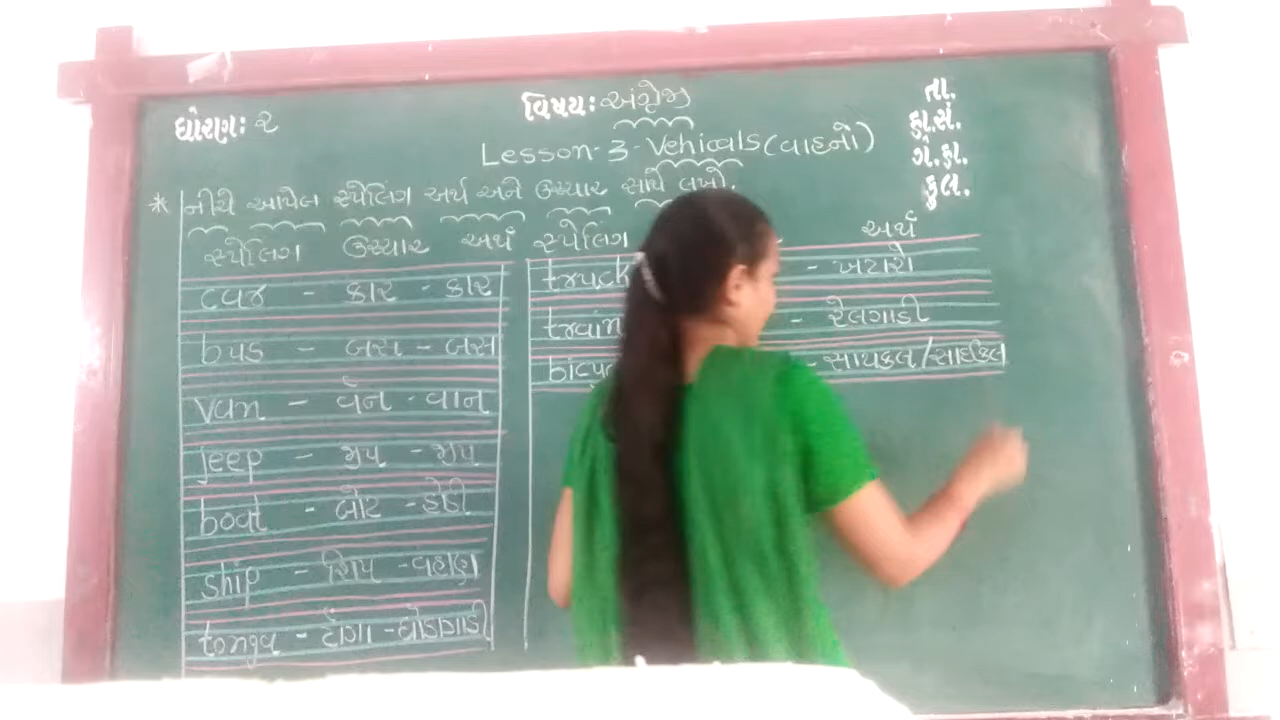 ધોરણ: ૨
વિષય: અંગ્રેજી
તા.
હા.સં.
ગે.હા.
કુલ.
Lesson-3-Vehicals (વાહનો)
* નીચે આપેલ સ્પેલિંગ અર્થ અને ઉચ્ચાર સાથે લખો.
સ્પેલિંગ ઉચ્ચાર અર્થ
car - કાર - કાર
bus - બસ - બસ
van - વેન - વાન
jeep - જીપ - જીપ
boat - બોટ - હોડી
ship - શિપ - વહાણ
tonga - ટોંગા - ઘોડાગાડી
સ્પેલિંગ અર્થ
truck - ખટારો
train - રેલગાડી
- સાયકલ/સાઈકિલ